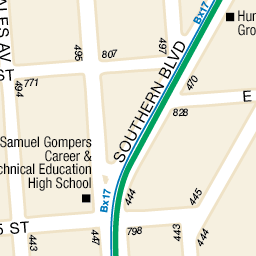 ALES AV
495
807
497
SOUTHERN BLVD
Bx17
Hun
Gro
ST
771
494
470
E
828
Samuel Gompers
Career &
chnical Education
High School
Bx17
444
445
444
5 ST
443
447
798
443